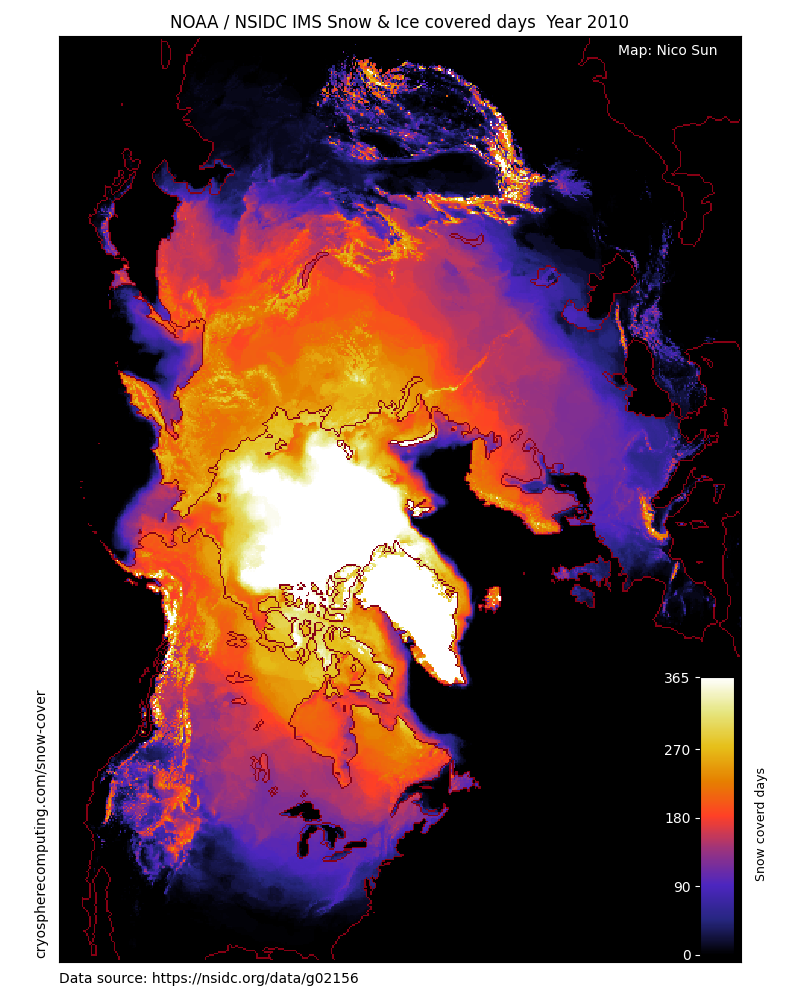 NOAA / NSIDC IMS Snow & Ice covered days  Year 2010
Map: Nico Sun
cryospherecomputing.com/snow-cover
365
270
180
90
0
Snow coverd days
Data source: https://nsidc.org/data/g02156